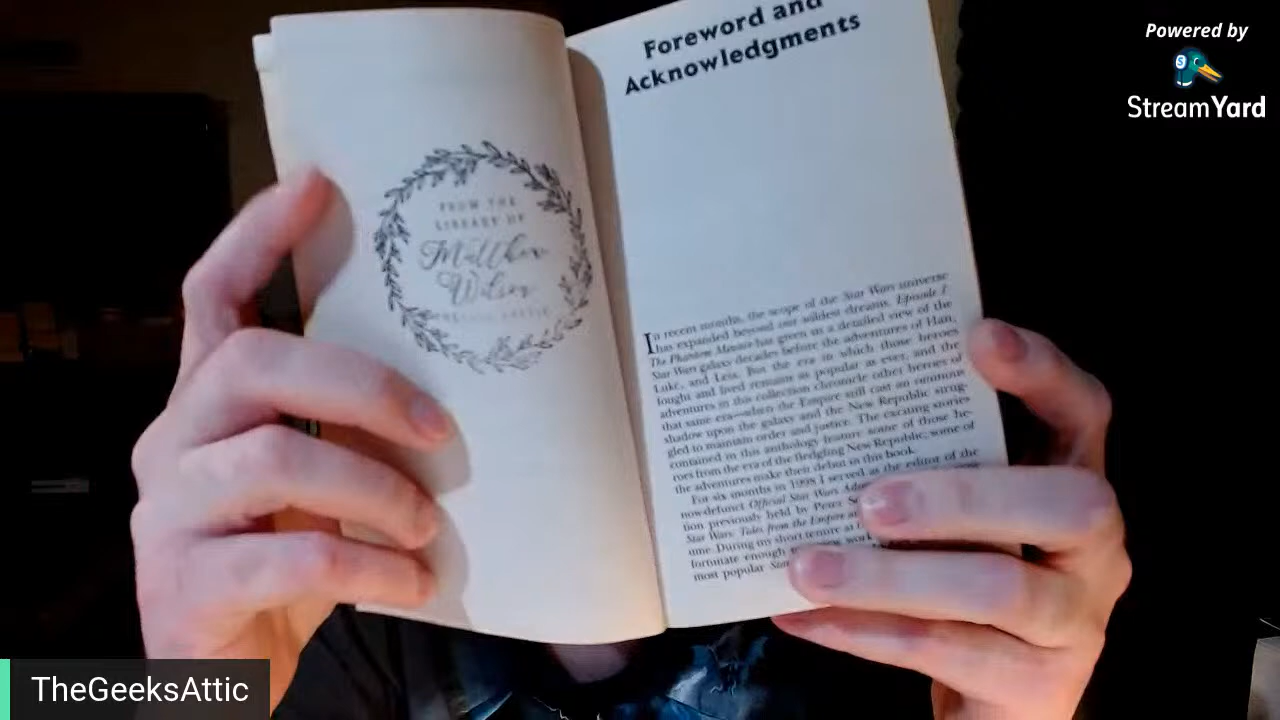 Powered by
StreamYard
Foreword and
Acknowledgments
FROM THE
LIBRARY OF
Matthew
Wilson
In recent months, the scope of the Star Wars universe
has expanded beyond our wildest dreams. Episode I:
The Phantom Menace has given us a detailed view of the
Star Wars galaxy decades before the adventures of Han,
Luke, and Leia. But the era in which those heroes
fought and lived remains as popular as ever, and the
adventures in this collection chronicle other heroes of
that same era—when the Empire still cast an ominous
shadow upon the galaxy and the New Republic strug-
gled to maintain order and justice. The exciting stories
contained in this anthology feature some of those he-
roes from the era of the fledgling New Republic; some of
the adventures make their debut in this book.
For six months in 1998 I served as the editor of the
now-defunct Official Star Wars
tion previously held by Peter
Star Wars: Tales from the Empire
ume. During my short tenure
fortunate enough
most popular Star
TheGeeksAttic